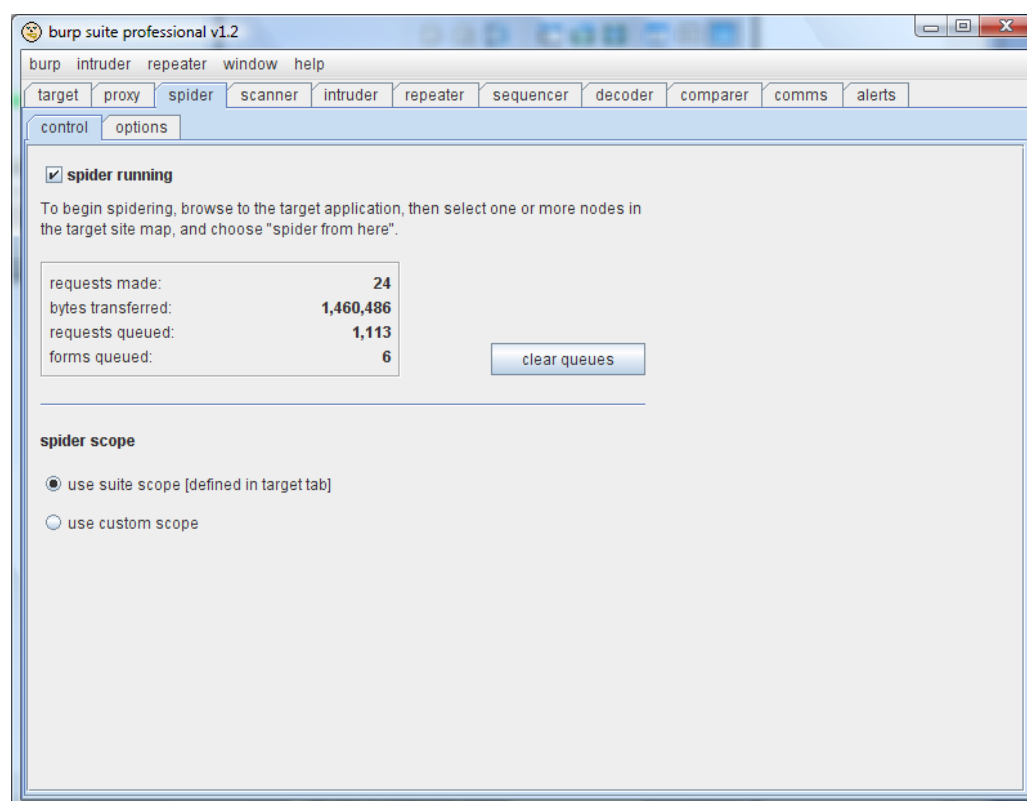 burp suite professional v1.2
burp intruder repeater window help
target proxy spider scanner intruder repeater sequencer decoder comparer comms alerts
control options
spider running
To begin spidering, browse to the target application, then select one or more nodes in
the target site map, and choose "spider from here".
requests made: 24
bytes transferred: 1,460,486
requests queued: 1,113
forms queued: 6
clear queues
spider scope
use suite scope [defined in target tab]
use custom scope